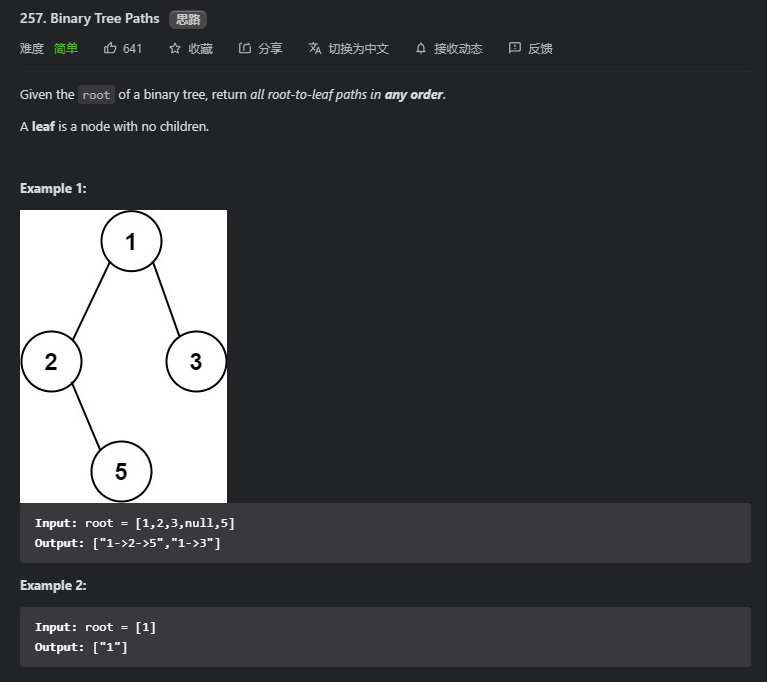 257. Binary Tree Paths 思路
难度 简单 641 收藏 分享 切换为中文 接收动态 反馈
Given the root of a binary tree, return all root-to-leaf paths in any order.
A leaf is a node with no children.
Example 1:
1
2 3
5
Input: root = [1,2,3,null,5]
Output: ["1->2->5","1->3"]
Example 2:
Input: root = [1]
Output: ["1"]